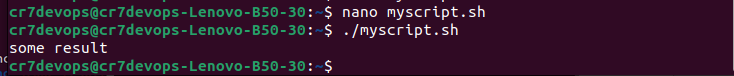 cr7devops@cr7devops-Lenovo-B50-30:~$ nano myscript.sh
cr7devops@cr7devops-Lenovo-B50-30:~$ ./myscript.sh
some result
cr7devops@cr7devops-Lenovo-B50-30:~$